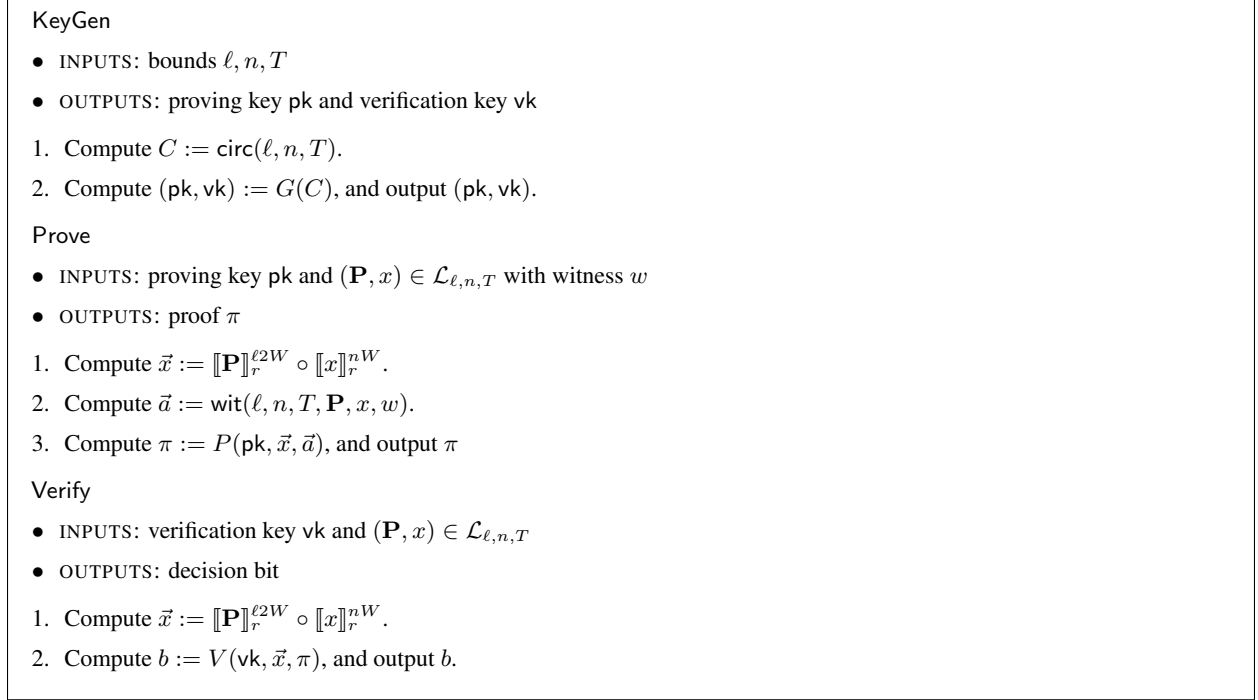 KeyGen
• INPUTS: bounds ℓ, n, T
• OUTPUTS: proving key pk and verification key vk
1. Compute C := circ(ℓ, n, T).
2. Compute (pk, vk) := G(C), and output (pk, vk).
Prove
• INPUTS: proving key pk and (𝐏, x) ∈ ℒ_{ℓ,n,T} with witness w
• OUTPUTS: proof π
1. Compute x⃗ := ⟦𝐏⟧_r^{ℓ2W} ∘ ⟦x⟧_r^{nW}.
2. Compute a⃗ := wit(ℓ, n, T, 𝐏, x, w).
3. Compute π := P(pk, x⃗, a⃗), and output π
Verify
• INPUTS: verification key vk and (𝐏, x) ∈ ℒ_{ℓ,n,T}
• OUTPUTS: decision bit
1. Compute x⃗ := ⟦𝐏⟧_r^{ℓ2W} ∘ ⟦x⟧_r^{nW}.
2. Compute b := V(vk, x⃗, π), and output b.